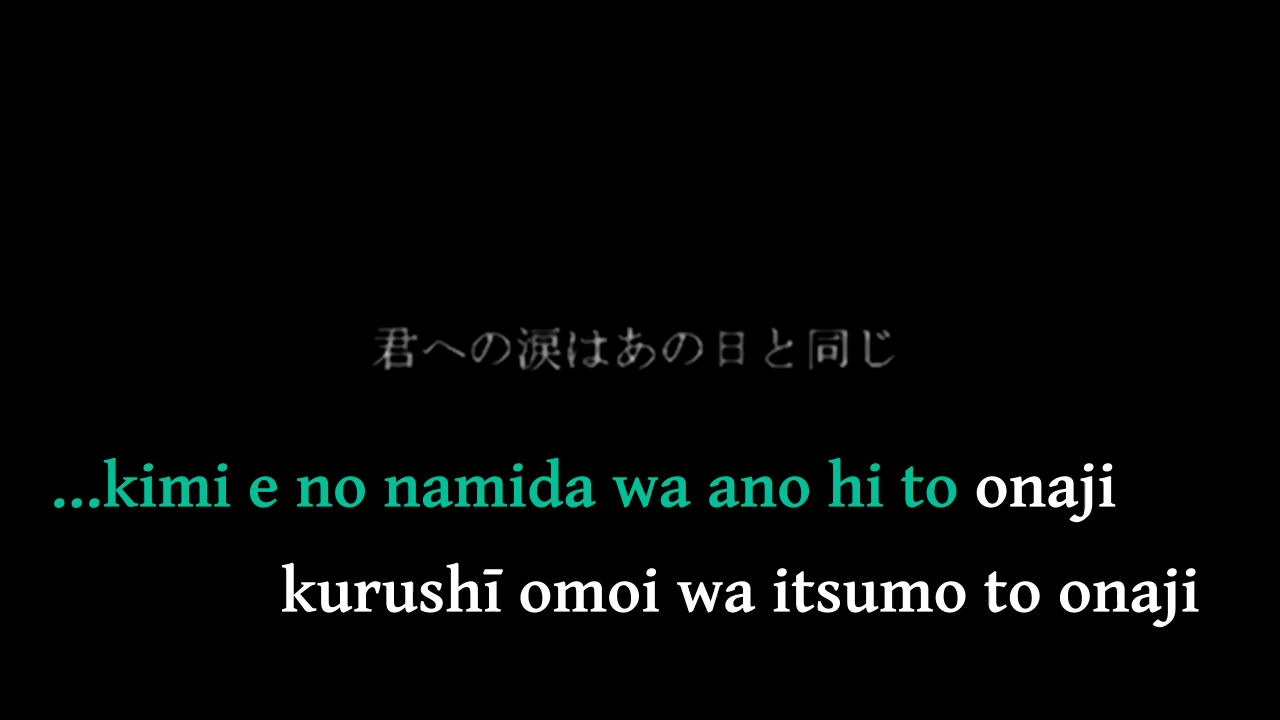 君への涙はあの日と同じ
...kimi e no namida wa ano hi to onaji
kurushī omoi wa itsumo to onaji